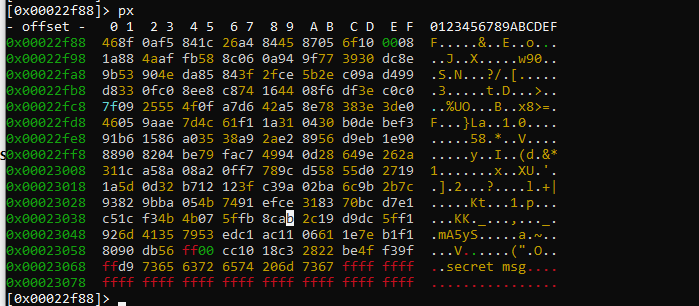 [0x00022f88]> px
- offset -   0 1  2 3  4 5  6 7  8 9  A B  C D  E F  0123456789ABCDEF
0x00022f88  468f 0af5 841c 26a4 8445 8705 6f10 0008  F.....&..E..o...
0x00022f98  1a88 4aaf fb58 8c06 0a94 9f77 3930 dc8e  ..J..X.....w90..
0x00022fa8  9b53 904e da85 843f 2fce 5b2e c09a d499  .S.N...?/.[.....
0x00022fb8  d833 0fc0 8ee8 c874 1644 08f6 df3e c0c0  .3.....t.D...>..
0x00022fc8  7f09 2555 4f0f a7d6 42a5 8e78 383e 3de0  ..%UO...B..x8>=.
0x00022fd8  4605 9aae 7d4c 61f1 1a31 0430 b0de bef3  F...}La..1.0....
0x00022fe8  91b6 1586 a035 38a9 2ae2 8956 d9eb 1e90  .....58.*..V....
0x00022ff8  8890 8204 be79 fac7 4994 0d28 649e 262a  .....y..I..(d.&*
0x00023008  311c a58a 08a2 0ff7 789c d558 55d0 2719  1.......x..XU.'.
0x00023018  1a5d 0d32 b712 123f c39a 02ba 6c9b 2b7c  .].2...?....l.+|
0x00023028  9382 9bba 054b 7491 efce 3183 70bc d7e1  .....Kt...1.p...
0x00023038  c51c f34b 4b07 5ffb 8cab 2c19 d9dc 5ff1  ...KK._...,..._.
0x00023048  926d 4135 7953 edc1 ac11 0661 1e7e b1f1  .mA5yS.....a.~..
0x00023058  8090 db56 ff00 cc10 18c3 2822 be4f f39f  ...V......(".O..
0x00023068  ffd9 7365 6372 6574 206d 7367 ffff ffff  ..secret msg....
0x00023078  ffff ffff ffff ffff ffff ffff ffff ffff  ................
[0x00022f88]>